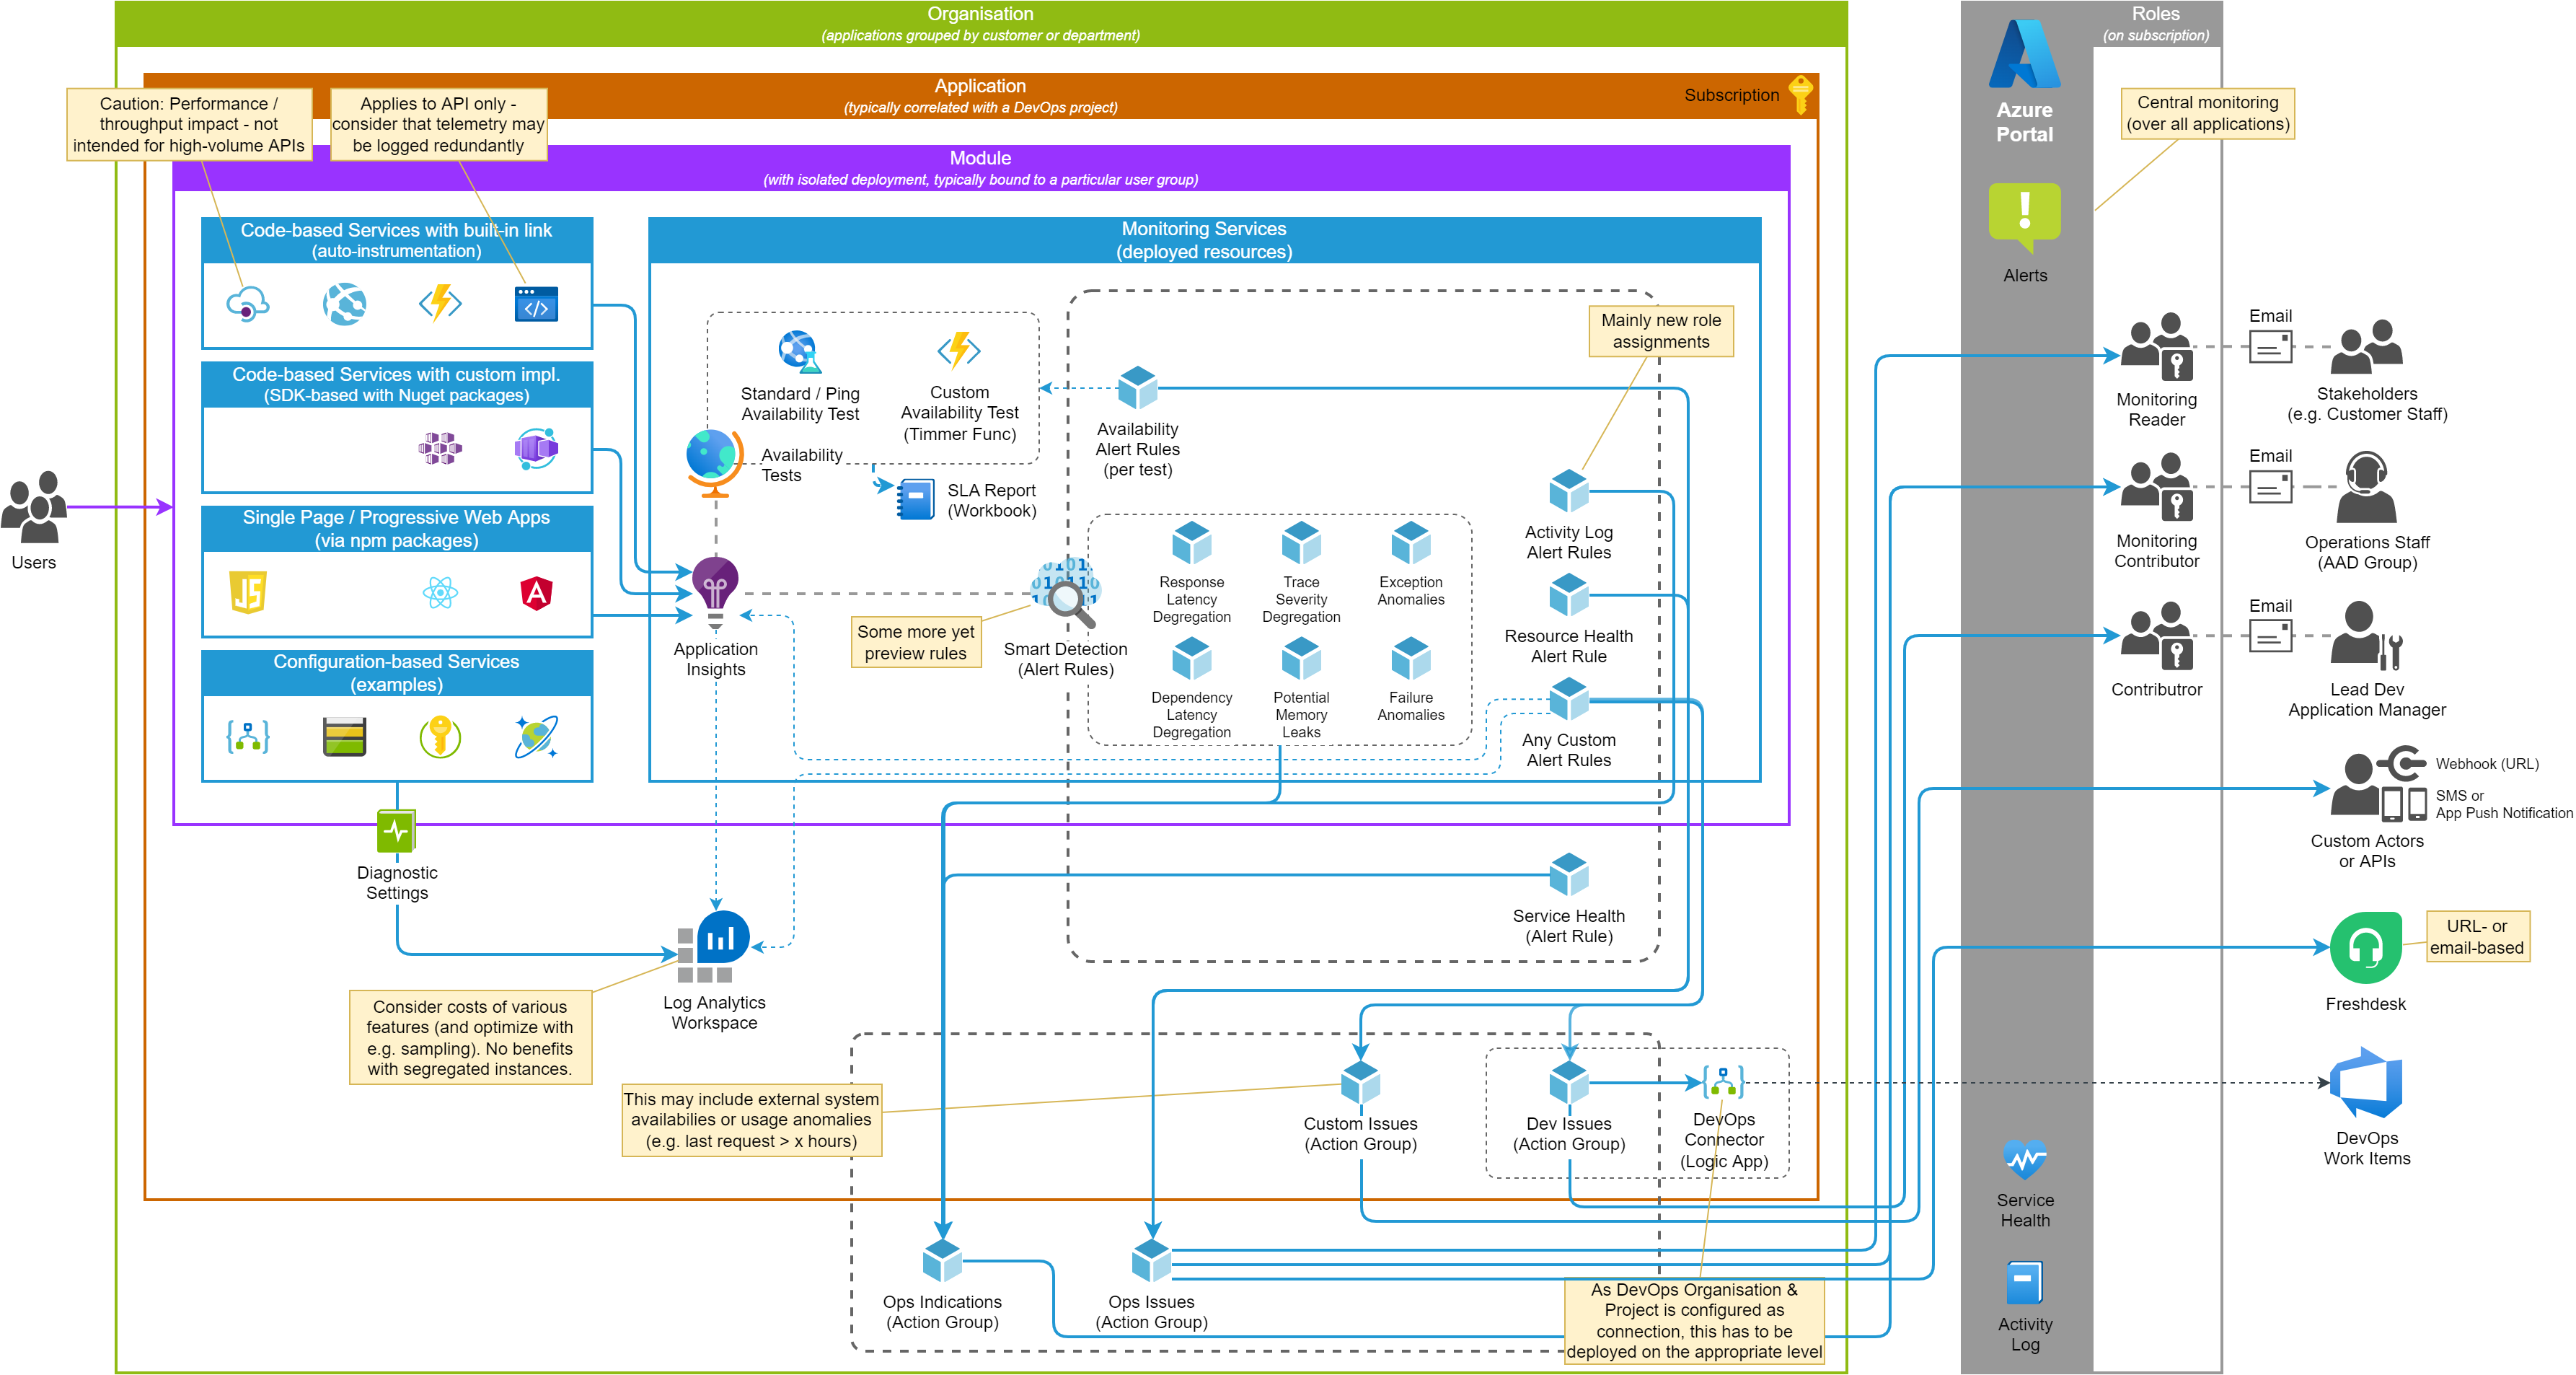 Organisation
(applications grouped by customer or department)
Application
(typically correlated with a DevOps project)
Subscription
Caution: Performance /
throughput impact - not
intended for high-volume APIs
Applies to API only -
consider that telemetry may
be logged redundantly
Module
(with isolated deployment, typically bound to a particular user group)
Code-based Services with built-in link
(auto-instrumentation)
Code-based Services with custom impl.
(SDK-based with Nuget packages)
Single Page / Progressive Web Apps
(via npm packages)
JS
A
Configuration-based Services
(examples)
Users
Diagnostic
Settings
Monitoring Services
(deployed resources)
Standard / Ping
Availability Test
Custom
Availability Test
(Timmer Func)
Availability
Tests
SLA Report
(Workbook)
Application
Insights
Some more yet
preview rules
Smart Detection
(Alert Rules)
Availability
Alert Rules
(per test)
Mainly new role
assignments
Response
Latency
Degregation
Trace
Severity
Degregation
Exception
Anomalies
Dependency
Latency
Degregation
Potential
Memory
Leaks
Failure
Anomalies
Activity Log
Alert Rules
Resource Health
Alert Rule
Any Custom
Alert Rules
Service Health
(Alert Rule)
Log Analytics
Workspace
Consider costs of various
features (and optimize with
e.g. sampling). No benefits
with segregated instances.
This may include external system
availabilies or usage anomalies
(e.g. last request > x hours)
Custom Issues
(Action Group)
Dev Issues
(Action Group)
DevOps
Connector
(Logic App)
Ops Indications
(Action Group)
Ops Issues
(Action Group)
As DevOps Organisation &
Project is configured as
connection, this has to be
deployed on the appropriate level
Azure
Portal
Alerts
Service
Health
Activity
Log
Roles
(on subscription)
Central monitoring
(over all applications)
Monitoring
Reader
Email
Stakeholders
(e.g. Customer Staff)
Monitoring
Contributor
Email
Operations Staff
(AAD Group)
Contributror
Email
Lead Dev
Application Manager
Webhook (URL)
SMS or
App Push Notification
Custom Actors
or APIs
URL- or
email-based
Freshdesk
DevOps
Work Items